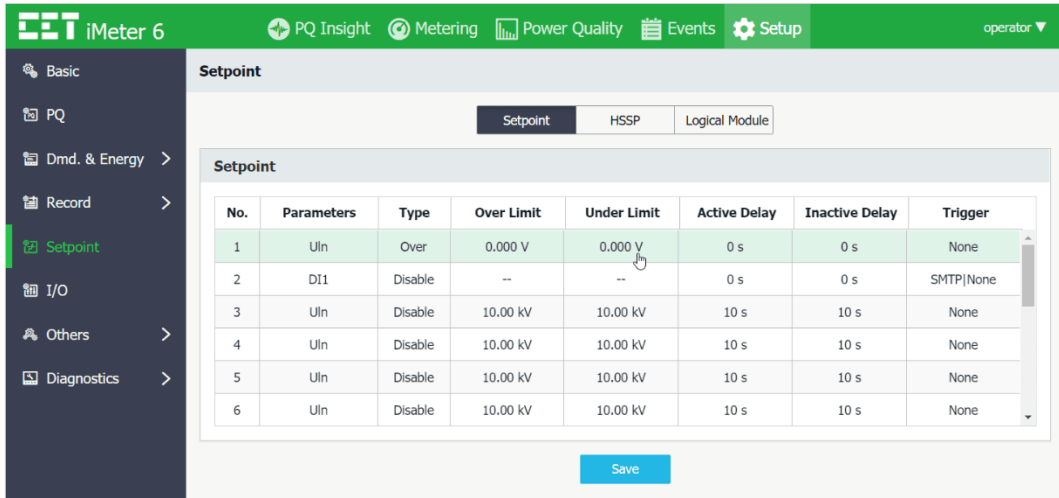 CET iMeter 6 PQ Insight Metering Power Quality Events Setup operator ▼
Basic
PQ
Dmd. & Energy >
Record >
Setpoint
I/O
Others >
Diagnostics >
Setpoint
Setpoint HSSP Logical Module
Setpoint
No. Parameters Type Over Limit Under Limit Active Delay Inactive Delay Trigger
1 Uln Over 0.000 V 0.000 V 0 s 0 s None
2 DI1 Disable -- -- 0 s 0 s SMTP|None
3 Uln Disable 10.00 kV 10.00 kV 10 s 10 s None
4 Uln Disable 10.00 kV 10.00 kV 10 s 10 s None
5 Uln Disable 10.00 kV 10.00 kV 10 s 10 s None
6 Uln Disable 10.00 kV 10.00 kV 10 s 10 s None
Save